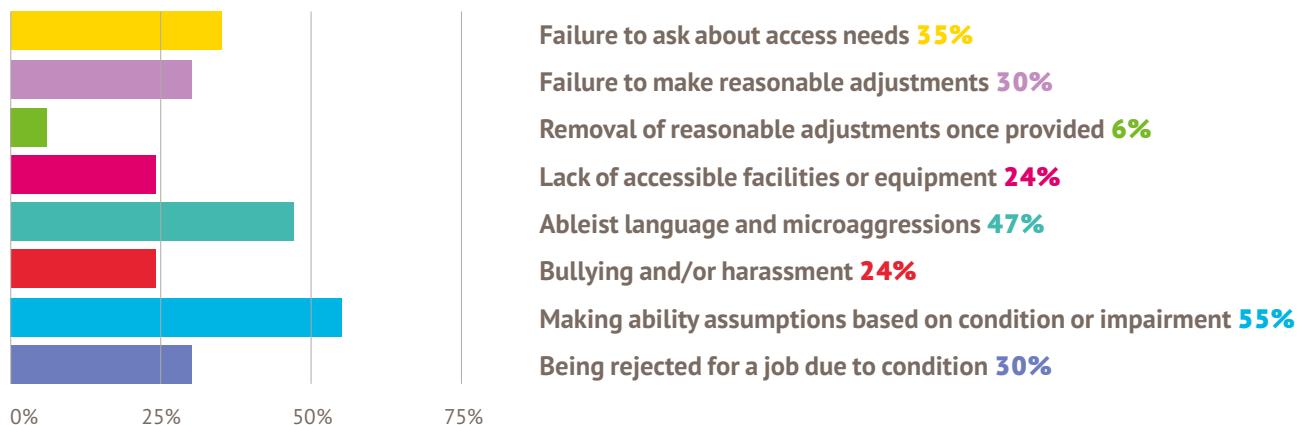 Failure to ask about access needs 35%
Failure to make reasonable adjustments 30%
Removal of reasonable adjustments once provided 6%
Lack of accessible facilities or equipment 24%
Ableist language and microaggressions 47%
Bullying and/or harassment 24%
Making ability assumptions based on condition or impairment 55%
Being rejected for a job due to condition 30%
0% 25% 50% 75%